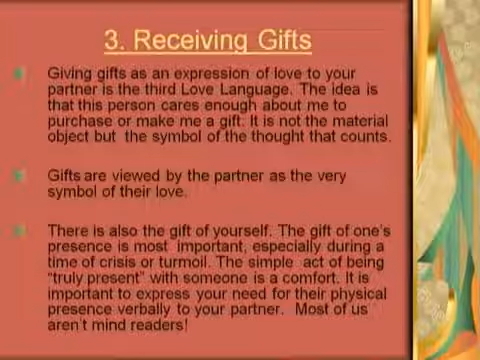 3. Receiving Gifts
Giving gifts as an expression of love to your
partner is the third Love Language. The idea is
that this person cares enough about me to
purchase or make me a gift. It is not the material
object but the symbol of the thought that counts.
Gifts are viewed by the partner as the very
symbol of their love.
There is also the gift of yourself. The gift of one's
presence is most important, especially during a
time of crisis or turmoil. The simple act of being
“truly present” with someone is a comfort. It is
important to express your need for their physical
presence verbally to your partner. Most of us
aren't mind readers!